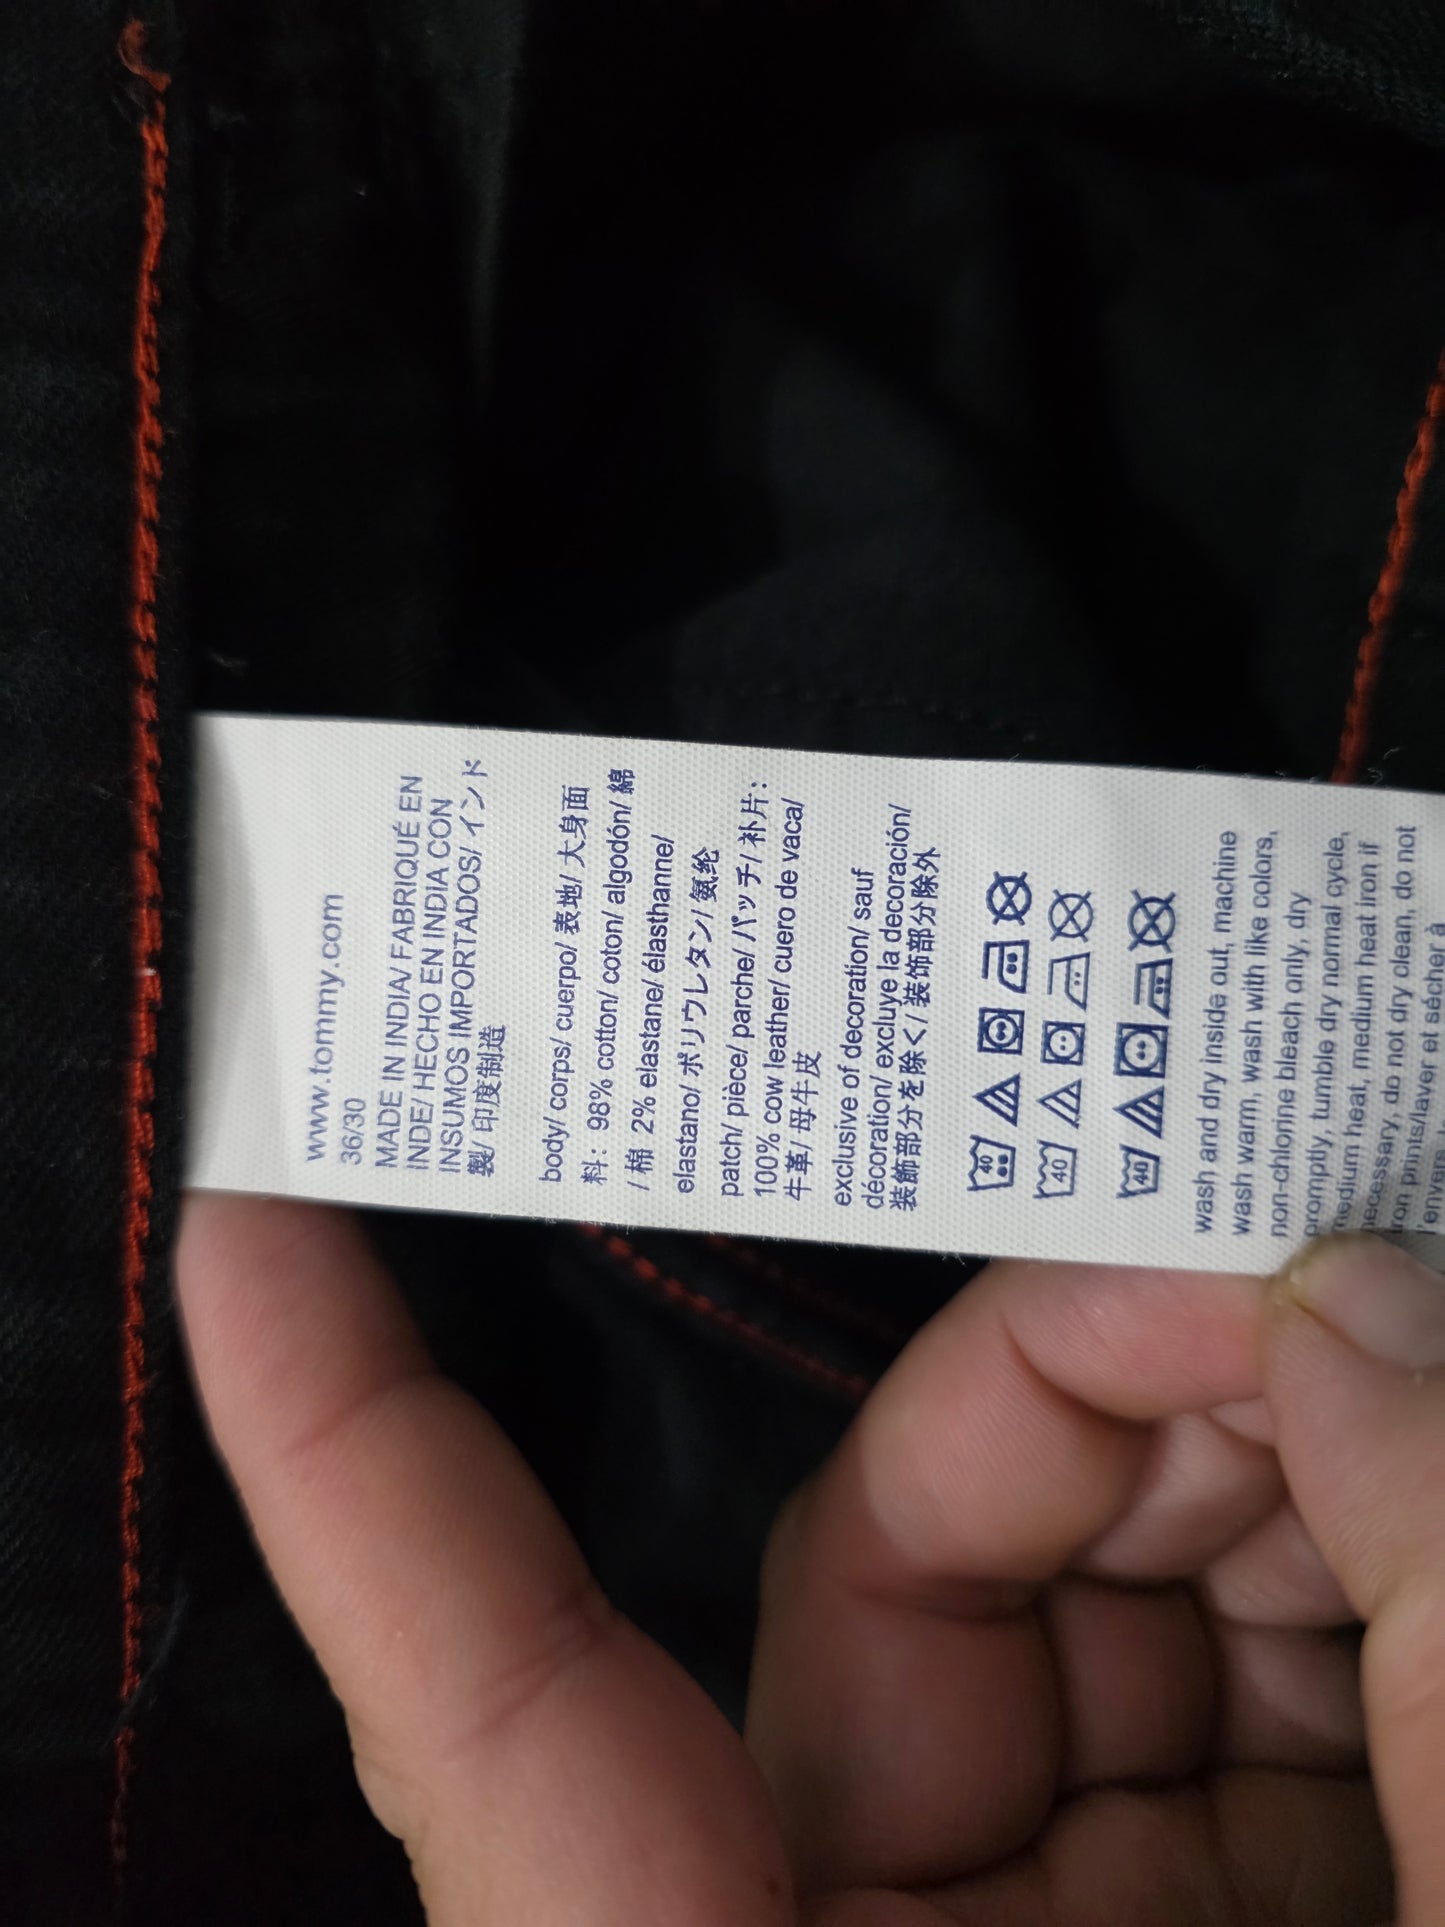 www.tommy.com
36/30
MADE IN INDIA/ FABRIQUÉ EN
INDE/ HECHO EN INDIA CON
INSUMOS IMPORTADOS/ インド
製/ 印度制造
body/ corps/ cuerpo/ 表地/ 大身面
料: 98% cotton/ coton/ algodón/ 綿
/ 棉 2% elastane/ élasthanne/
elastano/ ポリウレタン/ 氨纶
patch/ pièce/ parche/ パッチ/ 补片:
100% cow leather/ cuero de vaca/
牛革/ 母牛皮
exclusive of decoration/ sauf
décoration/ excluye la decoración/
装飾部分を除く/ 装饰部分除外
40
40
40
wash and dry inside out, machine
wash warm, wash with like colors,
non-chlorine bleach only, dry
promptly, tumble dry normal cycle,
medium heat, medium heat iron if
necessary, do not dry clean, do not
iron prints/laver et sécher à
l'envers